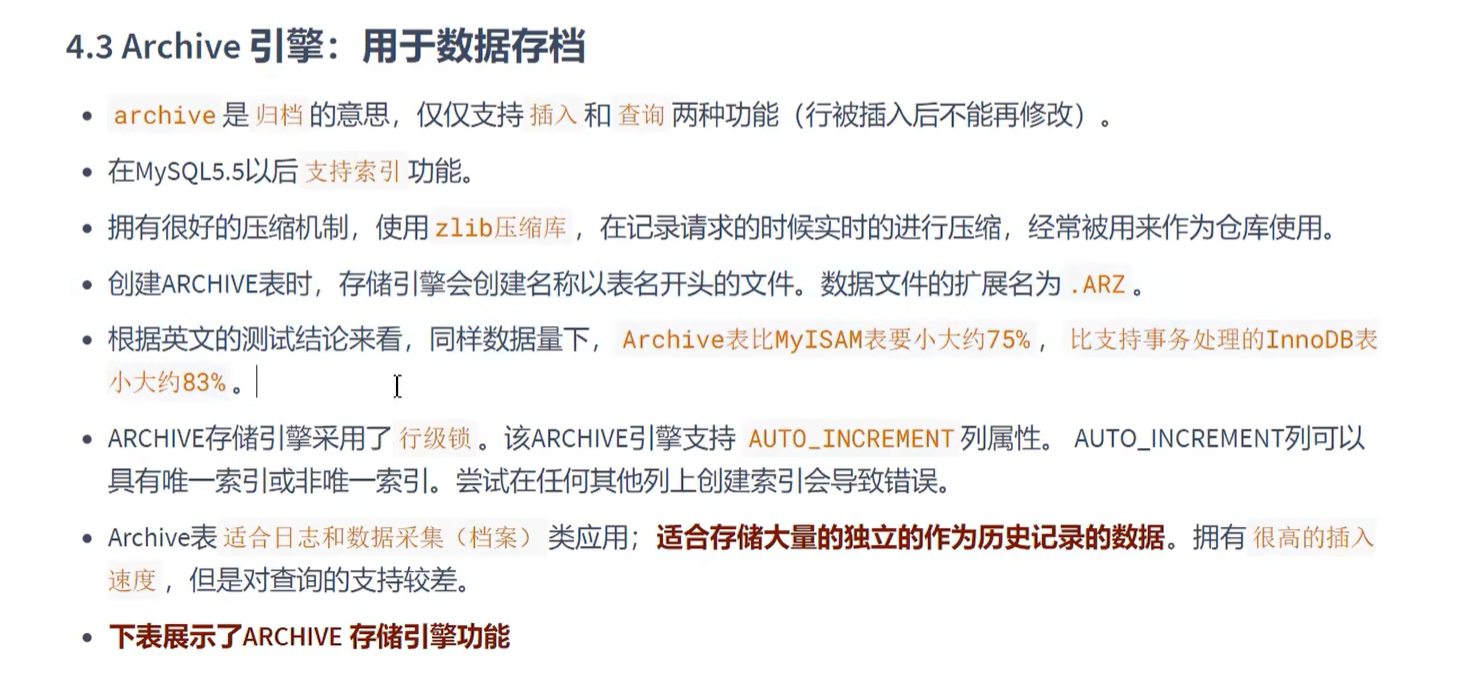 4.3 Archive 引擎：用于数据存档
archive 是 归档 的意思，仅仅支持 插入 和 查询 两种功能（行被插入后不能再修改）。
在MySQL5.5以后 支持索引 功能。
拥有很好的压缩机制，使用 zlib压缩库 ，在记录请求的时候实时的进行压缩，经常被用来作为仓库使用。
创建ARCHIVE表时，存储引擎会创建名称以表名开头的文件。数据文件的扩展名为 .ARZ 。
根据英文的测试结论来看，同样数据量下， Archive表比MyISAM表要小大约75% ， 比支持事务处理的InnoDB表
小大约83% 。
ARCHIVE存储引擎采用了 行级锁 。该ARCHIVE引擎支持 AUTO_INCREMENT 列属性。 AUTO_INCREMENT列可以
具有唯一索引或非唯一索引。尝试在任何其他列上创建索引会导致错误。
Archive表 适合日志和数据采集（档案） 类应用；适合存储大量的独立的作为历史记录的数据。拥有 很高的插入
速度 ，但是对查询的支持较差。
下表展示了ARCHIVE 存储引擎功能